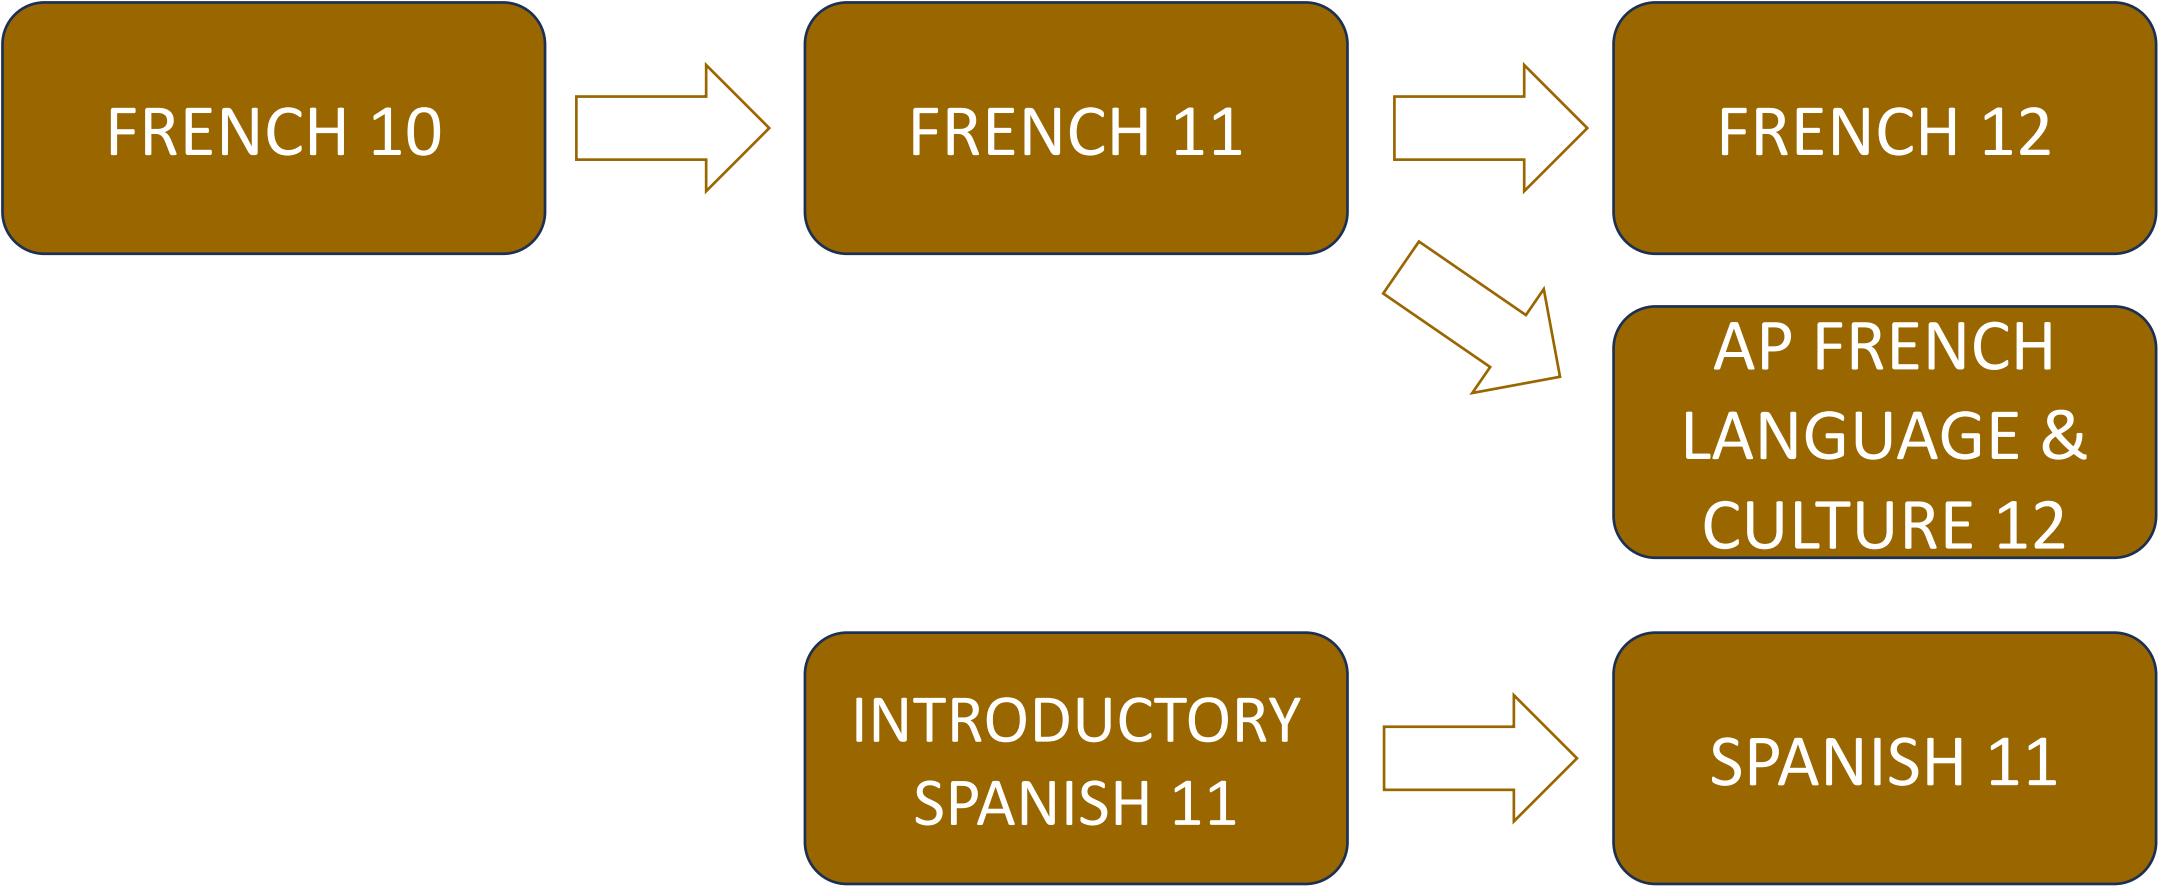 FRENCH 10
FRENCH 11
FRENCH 12
AP FRENCH
LANGUAGE &
CULTURE 12
INTRODUCTORY
SPANISH 11
SPANISH 11